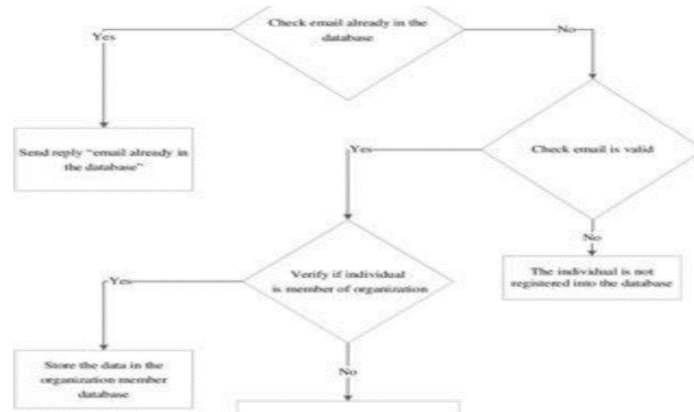 Check email already in the
database
Yes
No
Send reply “email already in
the database”
Yes
Check email is valid
No
The individual is not
registered into the database
Verify if individual
is member of organization
Yes
Store the data in the
organization member
database
No